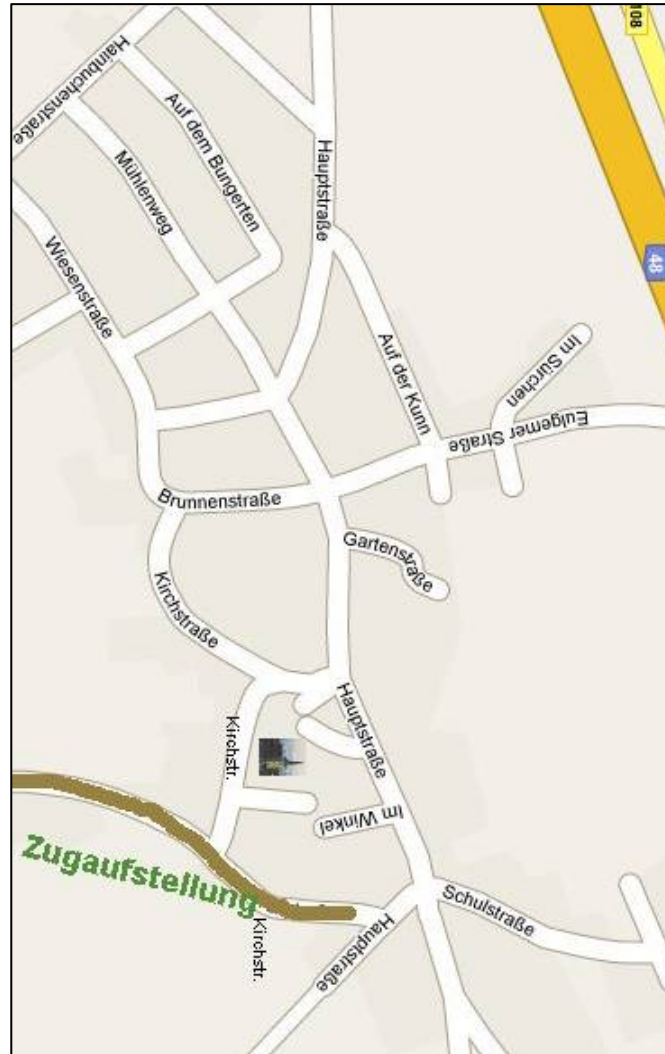 108
Hainbuchenstraße
Auf dem Bungerten
Mühlenweg
Hauptstraße
Wiesenstraße
48
Auf der Kunn
Im Sürchen
Eulgemer Straße
Brunnenstraße
Gartenstraße
Kirchstraße
Hauptstraße
Kirchstr.
Im Winkel
Zugaufstellung
Schulstraße
Kirchstr.
Hauptstraße